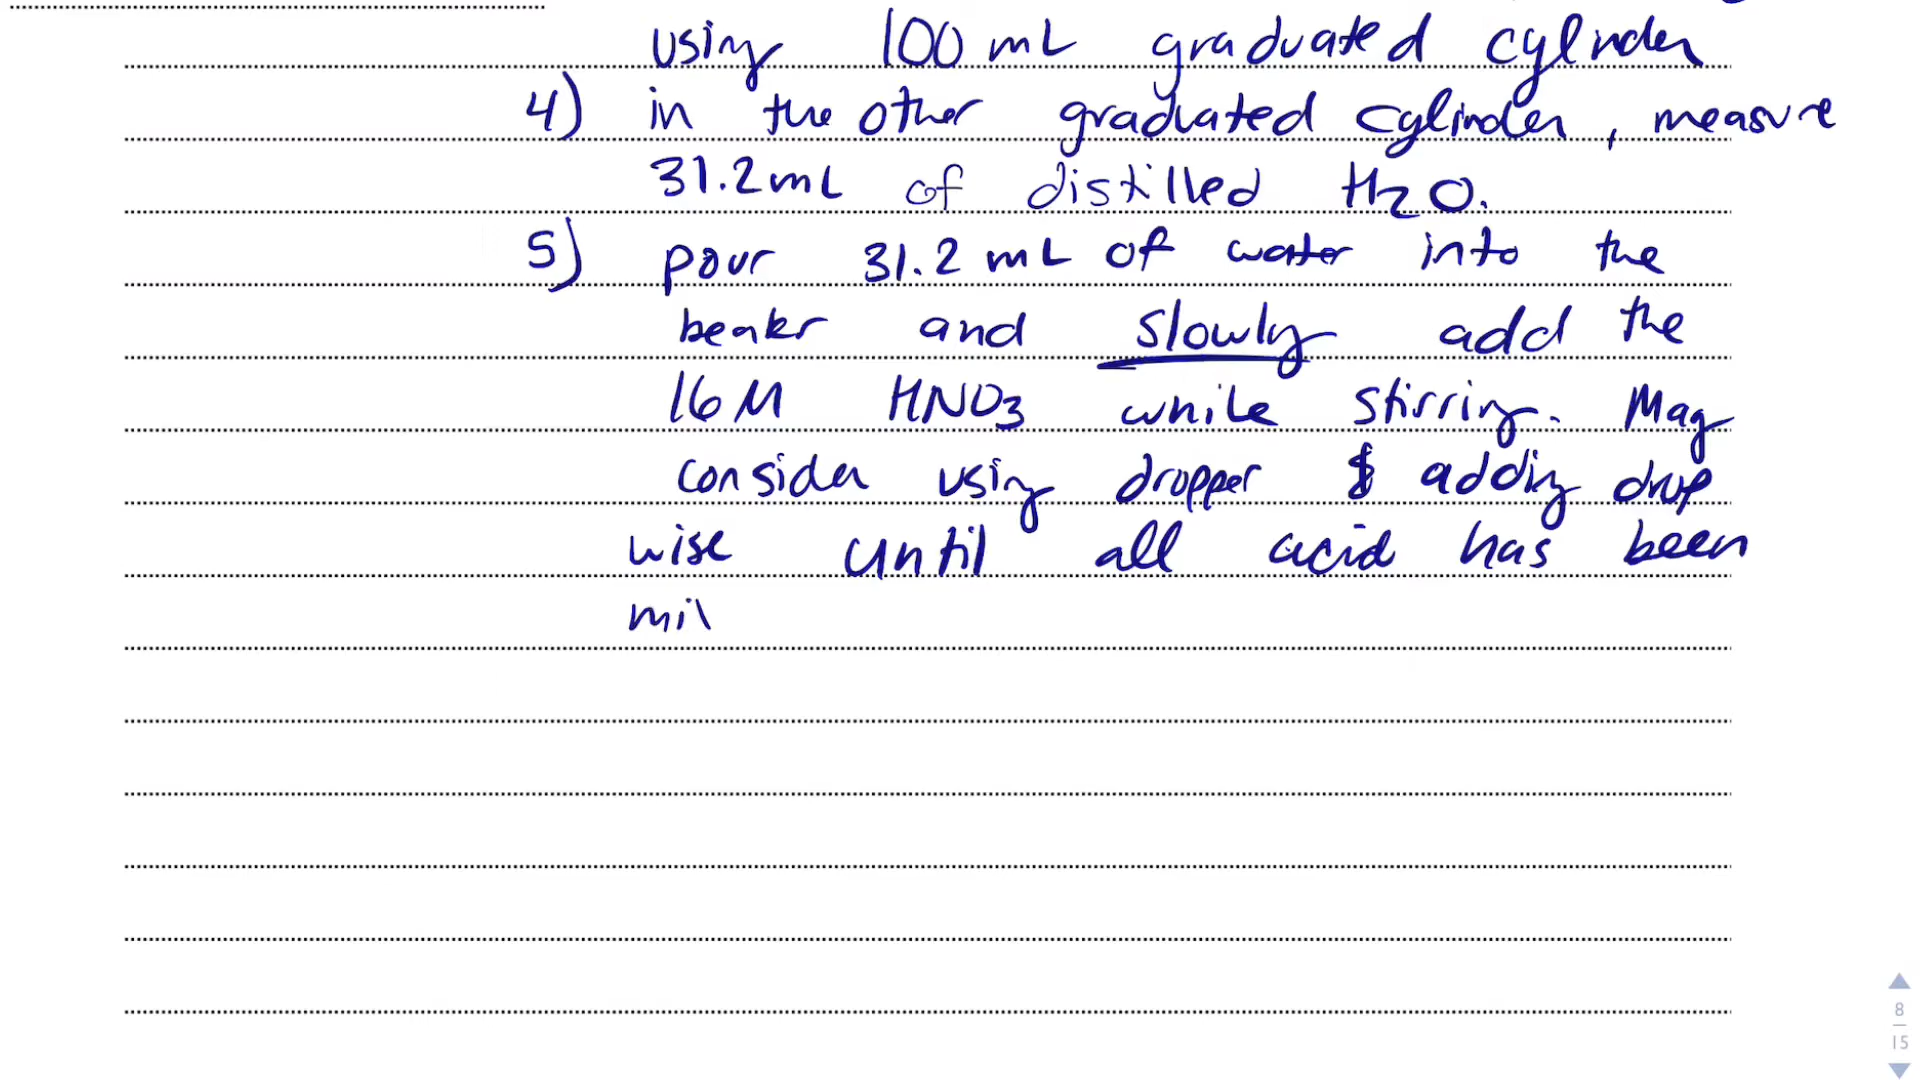 using 100 mL graduated cylinder
4) in the other graduated cylinder, measure
31.2 mL of distilled H2O.
5) pour 31.2 mL of water into the
beaker and slowly add the
16 M HNO3 while stirring. May
consider using dropper & adding drop
wise until all acid has been
mi
8
15